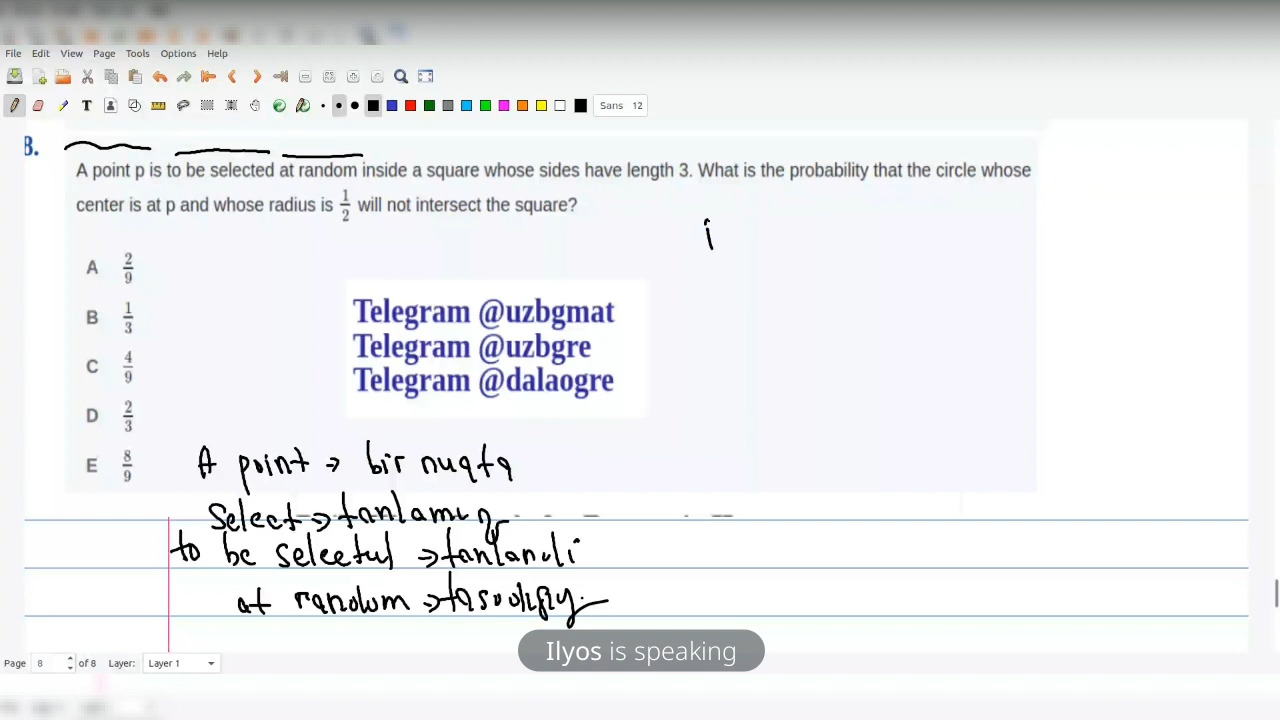 File Edit View Page Tools Options Help
T Sans 12
8.
A point p is to be selected at random inside a square whose sides have length 3. What is the probability that the circle whose
center is at p and whose radius is 1/2 will not intersect the square?
i
A 2/9
B 1/3
C 4/9
D 2/3
E 8/9
Telegram @uzbgmat
Telegram @uzbgre
Telegram @dalaogre
A point → bir nuqta
Select →
to be →tanlandi
at random →
Ilyos is speaking
Page 8 of 8 Layer: Layer 1